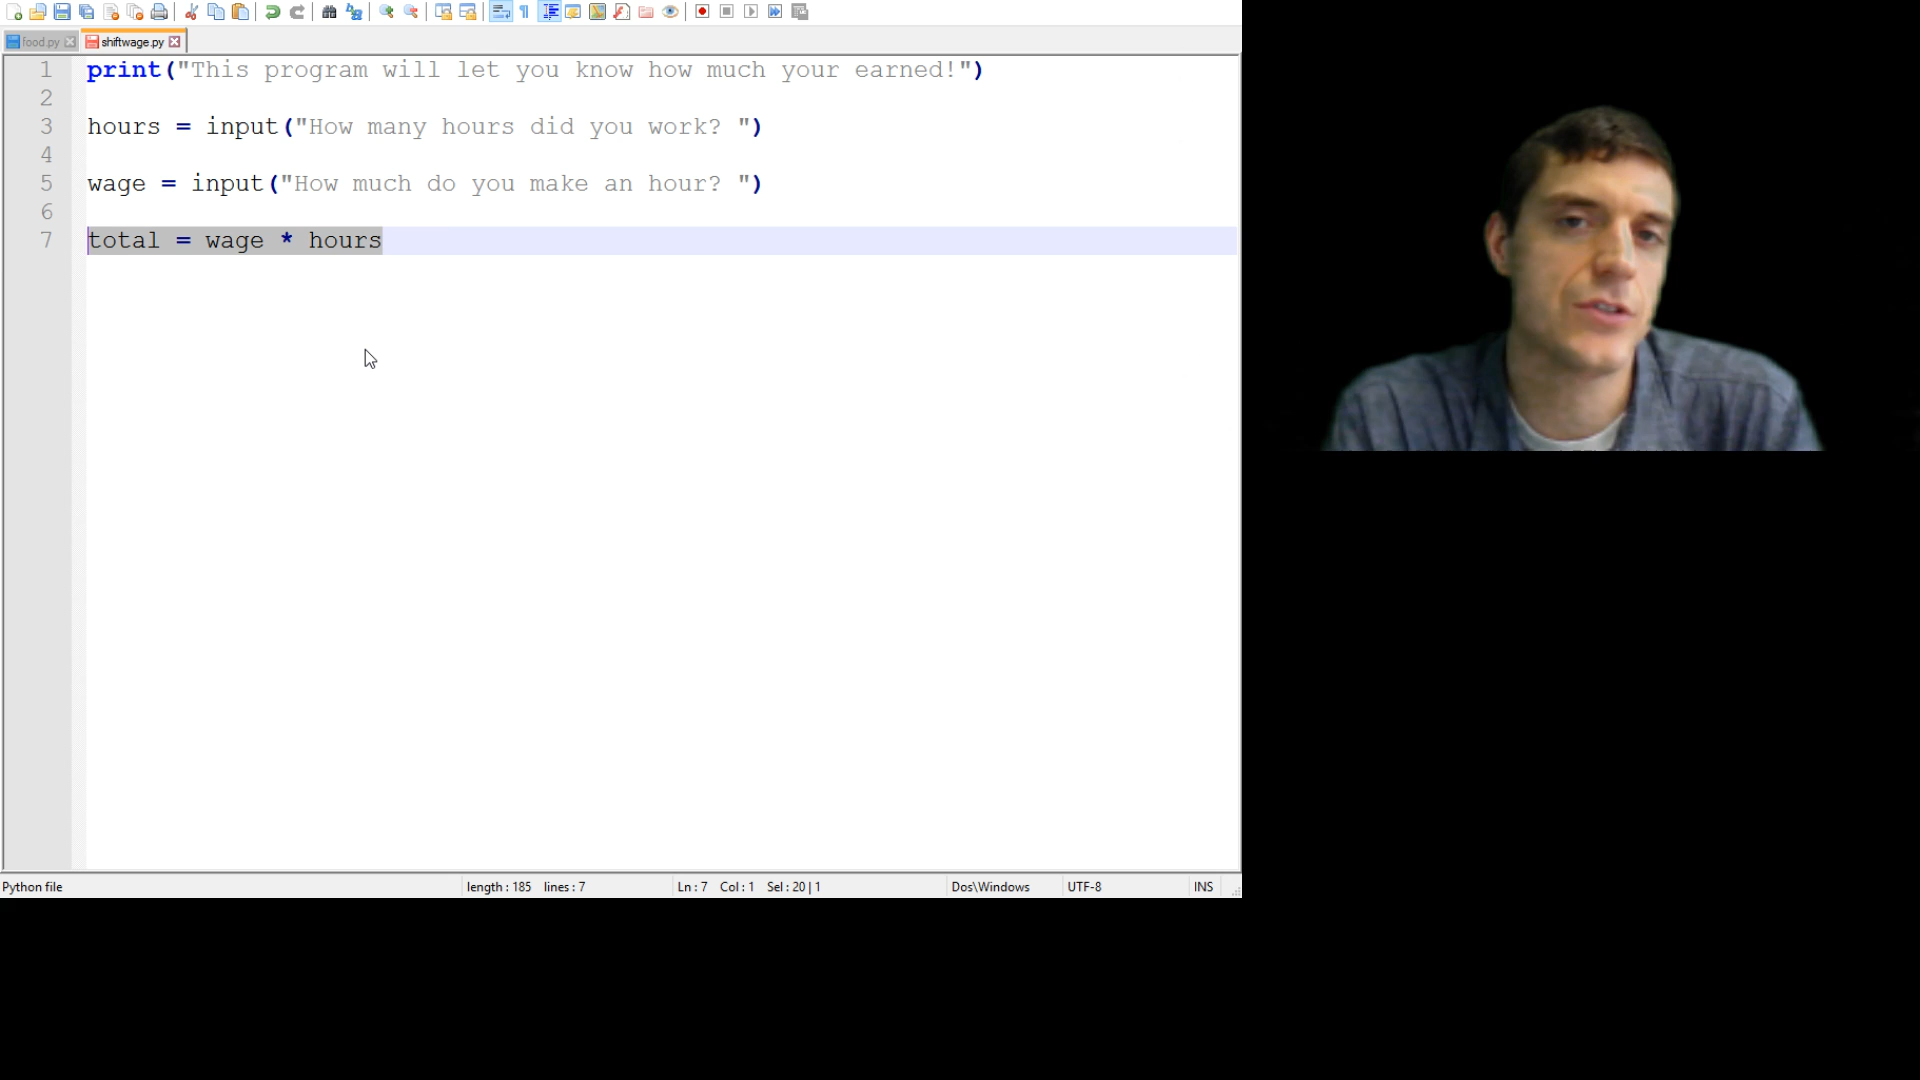 food.py
shiftwage.py
1 print("This program will let you know how much your earned!")
2
3 hours = input("How many hours did you work? ")
4
5 wage = input("How much do you make an hour? ")
6
7 total = wage * hours
Python file length : 185 lines : 7 Ln : 7 Col : 1 Sel : 20 | 1 Dos\Windows UTF-8 INS